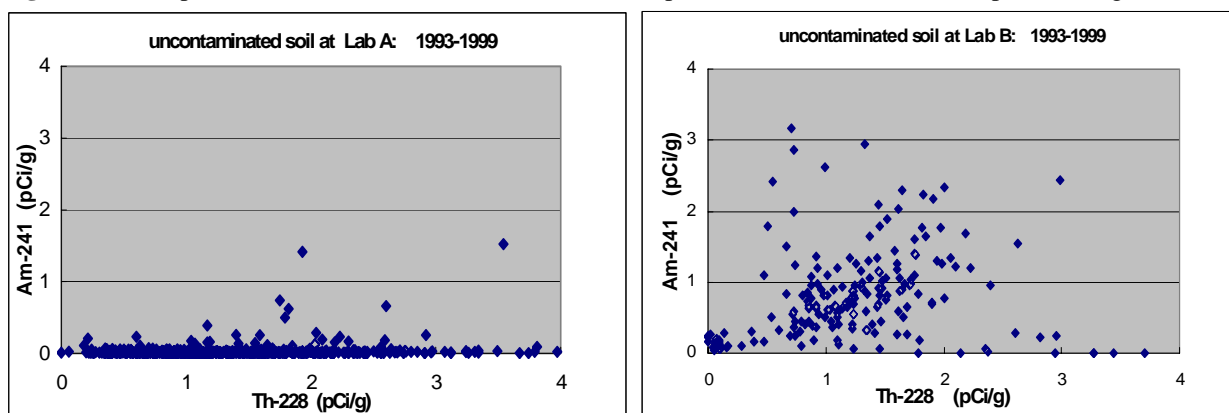 uncontaminated soil at Lab A: 1993-1999
4
3
2
1
0
Am-241 (pCi/g)
0 1 2 3 4
Th-228 (pCi/g)
uncontaminated soil at Lab B: 1993-1999
4
3
2
1
0
Am-241 (pCi/g)
0 1 2 3 4
Th-228 (pCi/g)